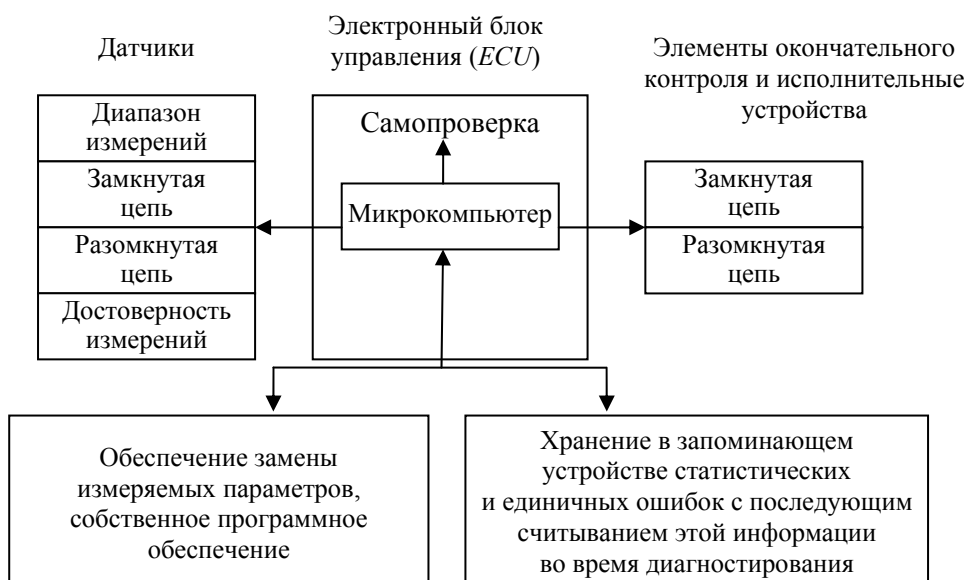 Датчики
Электронный блок
управления (ECU)
Элементы окончательного
контроля и исполнительные
устройства
Диапазон
измерений
Замкнутая
цепь
Разомкнутая
цепь
Достоверность
измерений
Самопроверка
Микрокомпьютер
Замкнутая
цепь
Разомкнутая
цепь
Обеспечение замены
измеряемых параметров,
собственное программное
обеспечение
Хранение в запоминающем
устройстве статистических
и единичных ошибок с последующим
считыванием этой информации
во время диагностирования